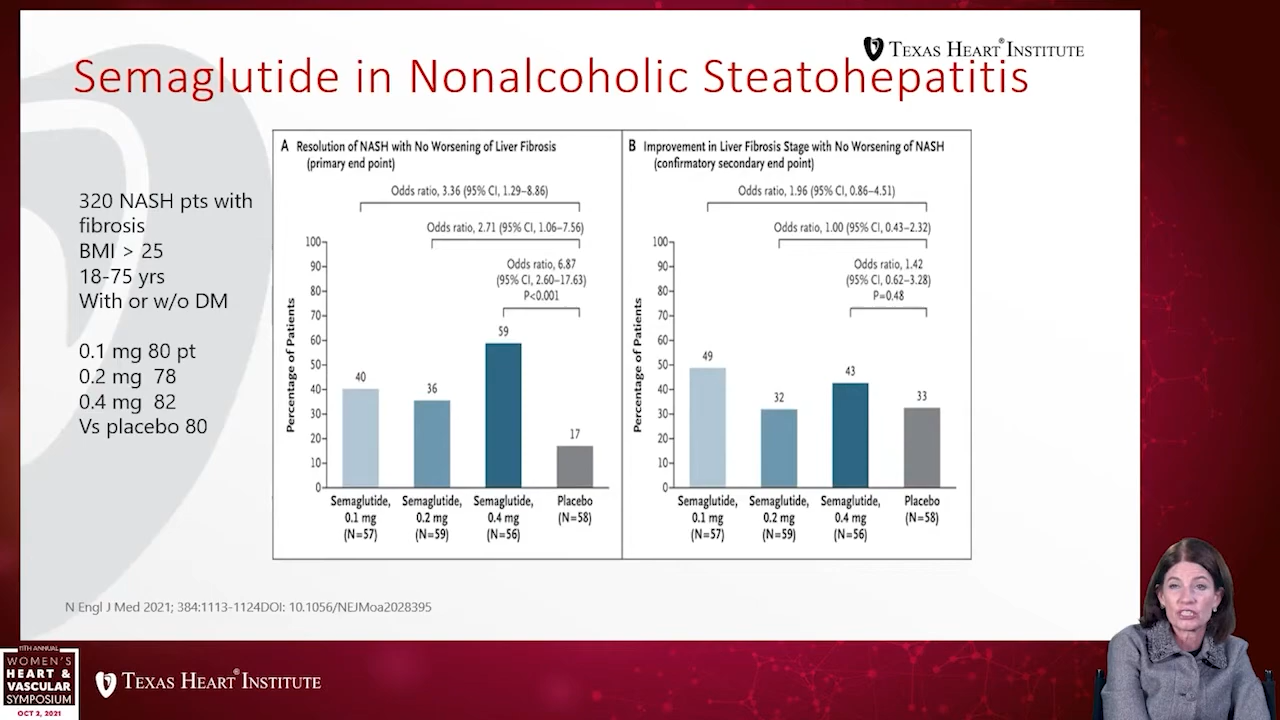 TEXAS HEART® INSTITUTE
Semaglutide in Nonalcoholic Steatohepatitis
320 NASH pts with
fibrosis
BMI > 25
18-75 yrs
With or w/o DM
0.1 mg 80 pt
0.2 mg 78
0.4 mg 82
Vs placebo 80
A Resolution of NASH with No Worsening of Liver Fibrosis
(primary end point)
Odds ratio, 3.36 (95% CI, 1.29–8.86)
Odds ratio, 2.71 (95% CI, 1.06–7.56)
Odds ratio, 6.87
(95% CI, 2.60–17.63)
P<0.001
Percentage of Patients
100
90
80
70
60
50
40
30
20
10
0
40
36
59
17
Semaglutide,
0.1 mg
(N=57)
Semaglutide,
0.2 mg
(N=59)
Semaglutide,
0.4 mg
(N=56)
Placebo
(N=58)
B Improvement in Liver Fibrosis Stage with No Worsening of NASH
(confirmatory secondary end point)
Odds ratio, 1.96 (95% CI, 0.86–4.51)
Odds ratio, 1.00 (95% CI, 0.43–2.32)
Odds ratio, 1.42
(95% CI, 0.62–3.28)
P=0.48
Percentage of Patients
100
90
80
70
60
50
40
30
20
10
0
49
32
43
33
Semaglutide,
0.1 mg
(N=57)
Semaglutide,
0.2 mg
(N=59)
Semaglutide,
0.4 mg
(N=56)
Placebo
(N=58)
N Engl J Med 2021; 384:1113-1124DOI: 10.1056/NEJMoa2028395
11TH ANNUAL
WOMEN'S
HEART &
VASCULAR
SYMPOSIUM
OCT 2, 2021
TEXAS HEART® INSTITUTE